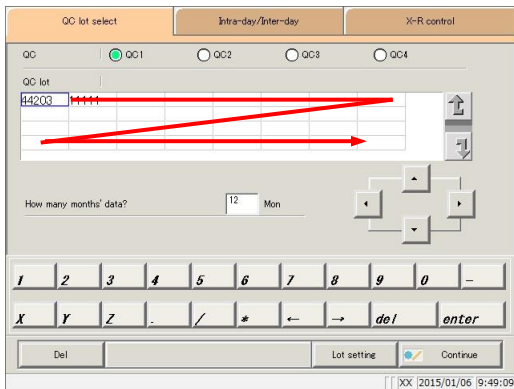 QC lot select Intra-day/Inter-day X-R control
QC QC1 QC2 QC3 QC4
QC lot
44203 11111
How many months' data? 12 Mon
1 2 3 4 5 6 7 8 9 0 -
X Y Z . / * ← → del enter
Del Lot setting Continue
XX 2015/01/06 9:49:09